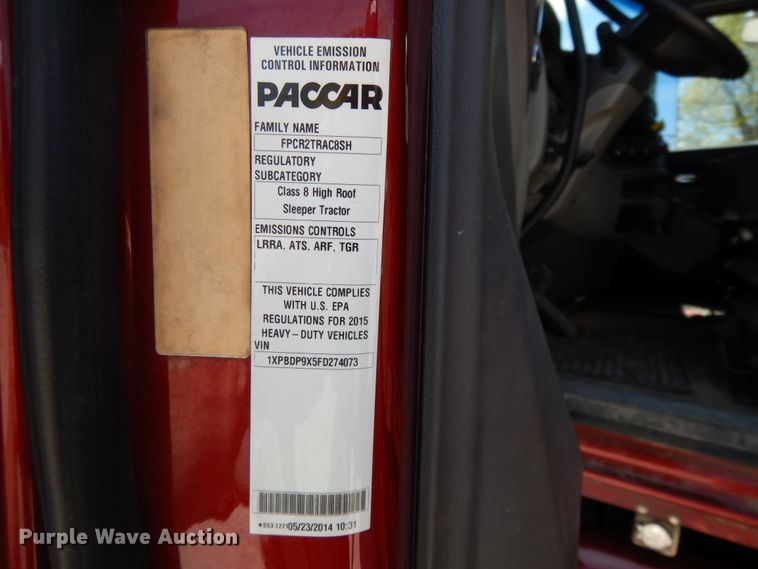 VEHICLE EMISSION
CONTROL INFORMATION
PACCAR
FAMILY NAME
FPCR2TRAC8SH
REGULATORY
SUBCATEGORY
Class 8 High Roof
Sleeper Tractor
EMISSIONS CONTROLS
LRRA, ATS, ARF, TGR
THIS VEHICLE COMPLIES
WITH U.S. EPA
REGULATIONS FOR 2015
HEAVY-DUTY VEHICLES
VIN
1XPBDP9X5FD274073
05/23/2014 10:31
Purple Wave Auction